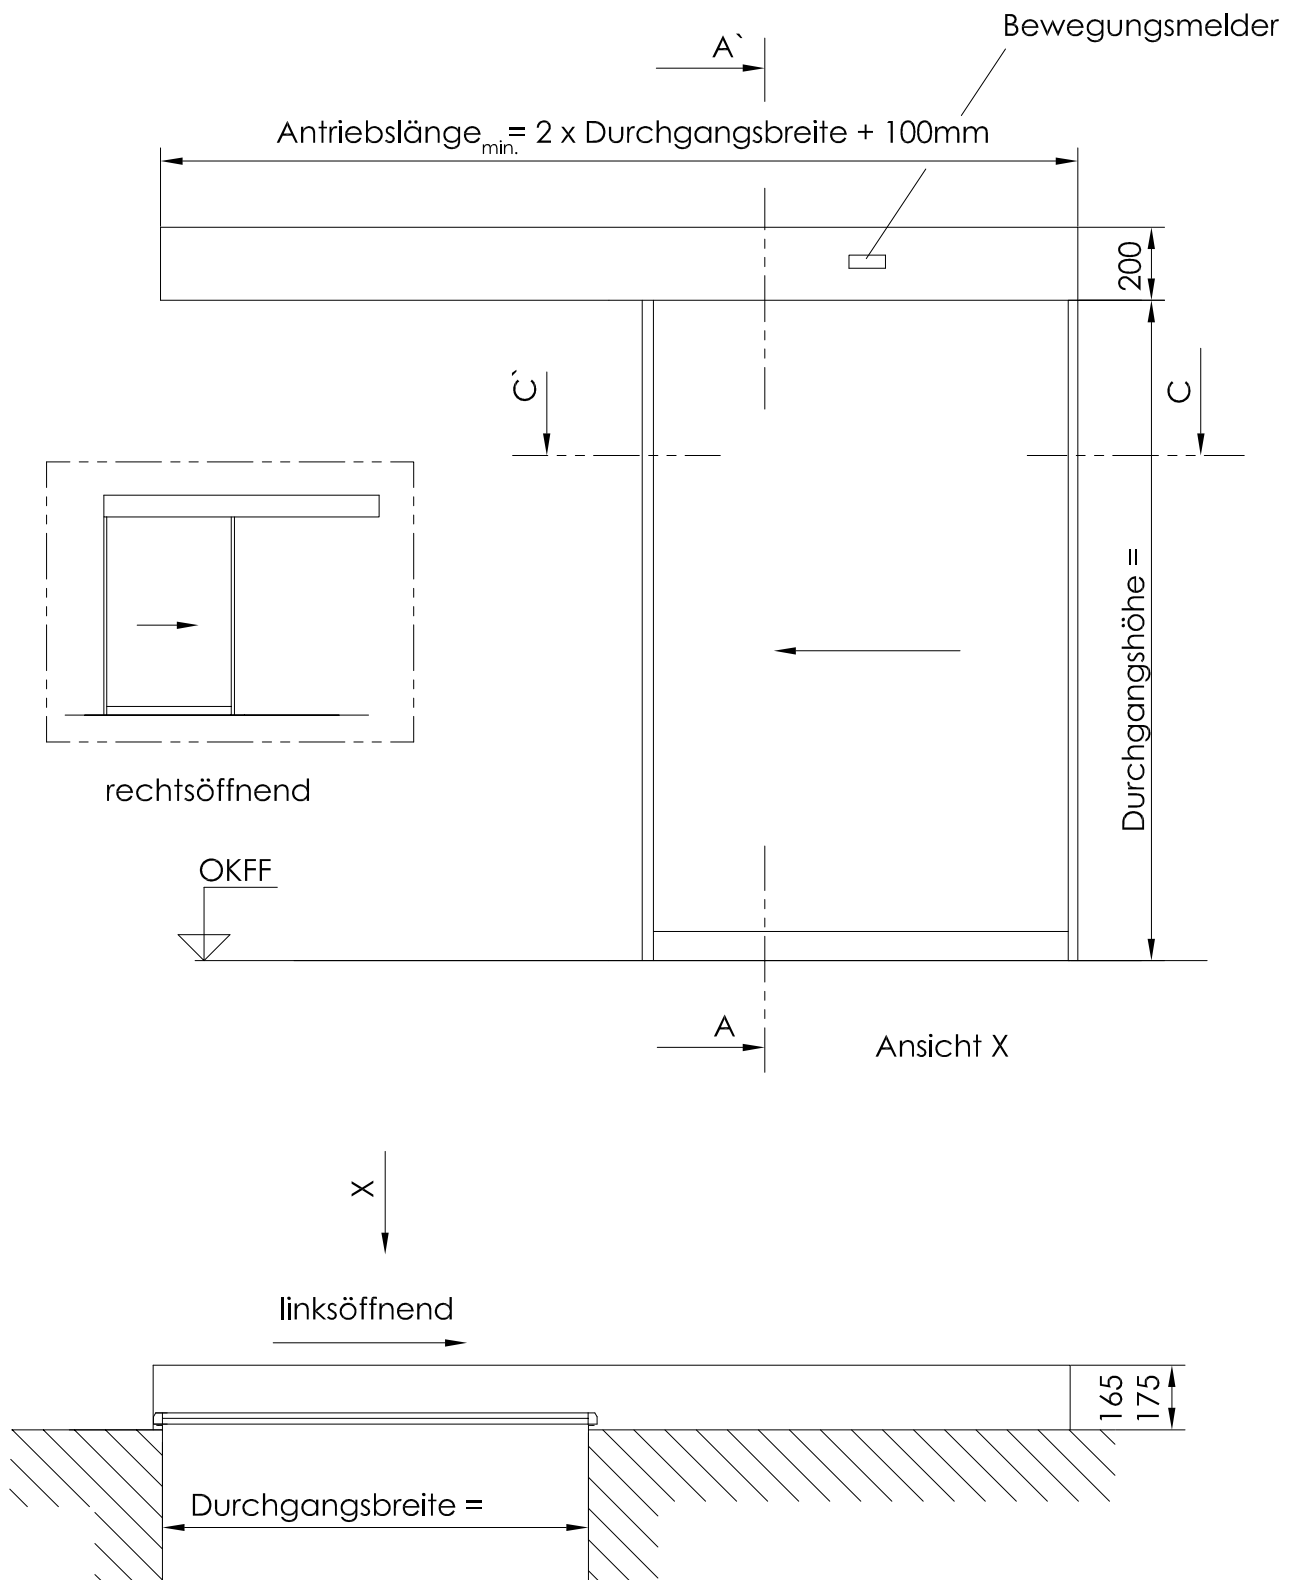 Bewegungsmelder
A`
Antriebslänge min. = 2 x Durchgangsbreite + 100mm
200
C`
C
Durchgangshöhe =
rechtsöffnend
OKFF
A
Ansicht X
X
linksöffnend
165
175
Durchgangsbreite =